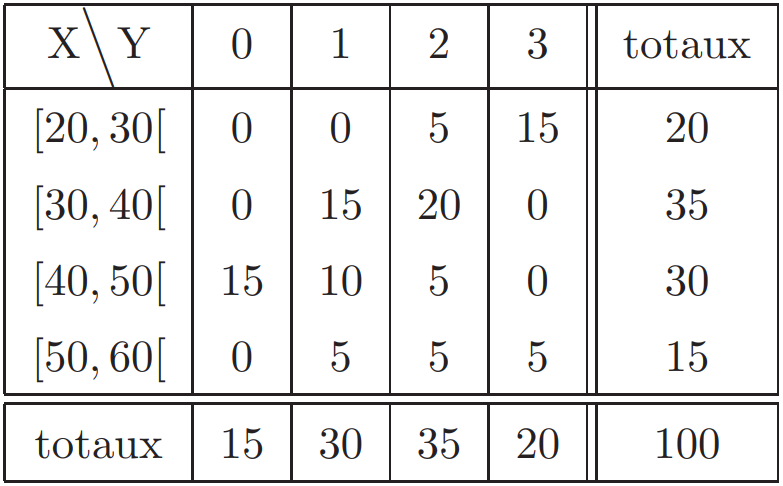 X \ Y 0 1 2 3 totaux
[20, 30[ 0 0 5 15 20
[30, 40[ 0 15 20 0 35
[40, 50[ 15 10 5 0 30
[50, 60[ 0 5 5 5 15
totaux 15 30 35 20 100